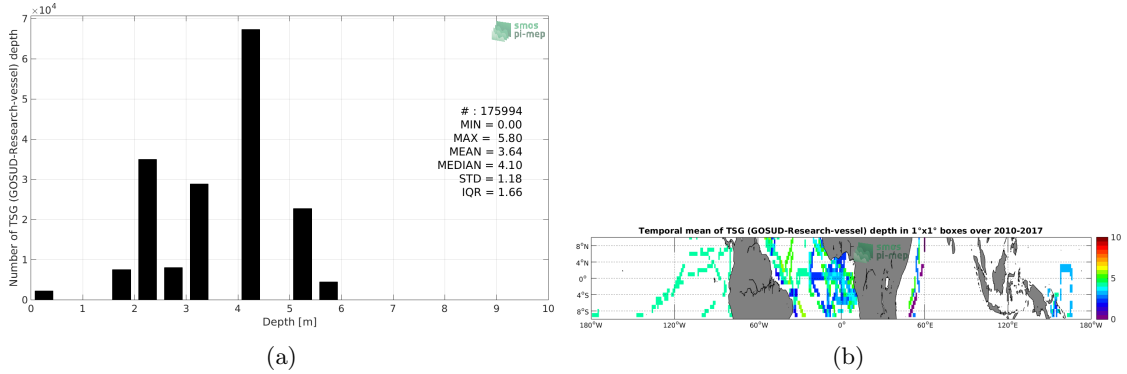 7 ×10⁴
6
5
4
3
2
1
0
Number of TSG (GOSUD-Research-vessel) depth
smos
pi-mep
# : 175994
MIN = 0.00
MAX = 5.80
MEAN = 3.64
MEDIAN = 4.10
STD = 1.18
IQR = 1.66
0 1 2 3 4 5 6 7 8 9 10
Depth [m]
(a)
Temporal mean of TSG (GOSUD-Research-vessel) depth in 1°x1° boxes over 2010-2017
8°N
4°N
0°
4°S
8°S
smos
pi-mep
10
5
0
180°W 120°W 60°W 0° 60°E 120°E 180°W
(b)